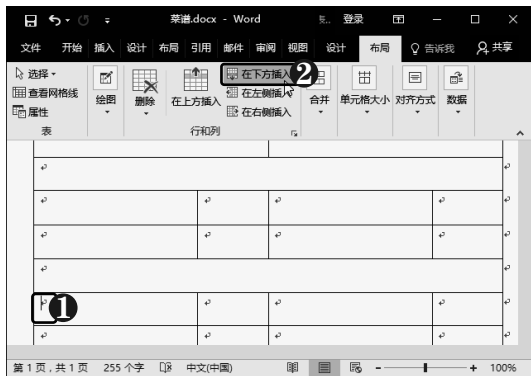 菜谱.docx - Word 登录
文件 开始 插入 设计 布局 引用 邮件 审阅 视图 设计 布局 告诉我 共享
选择 在下方插入 2
查看网格线 绘图 删除 在上方插入 在左侧插入 合并 单元格大小 对齐方式 数据
属性 在右侧插入
表 行和列
1
第1页,共1页 255个字 中文(中国) 100%